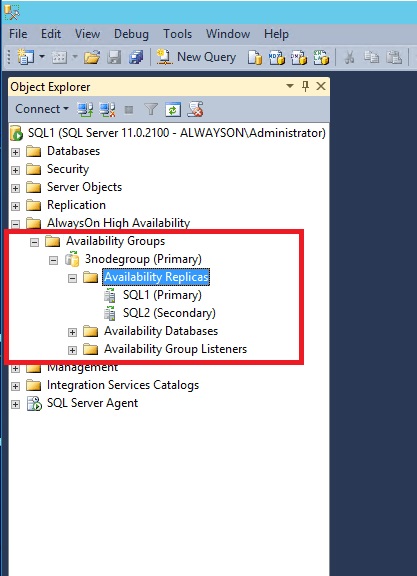 File Edit View Debug Tools Window Help
New Query
Object Explorer
Connect
SQL1 (SQL Server 11.0.2100 - ALWAYSON\Administrator)
Databases
Security
Server Objects
Replication
AlwaysOn High Availability
Availability Groups
3nodegroup (Primary)
Availability Replicas
SQL1 (Primary)
SQL2 (Secondary)
Availability Databases
Availability Group Listeners
Management
Integration Services Catalogs
SQL Server Agent